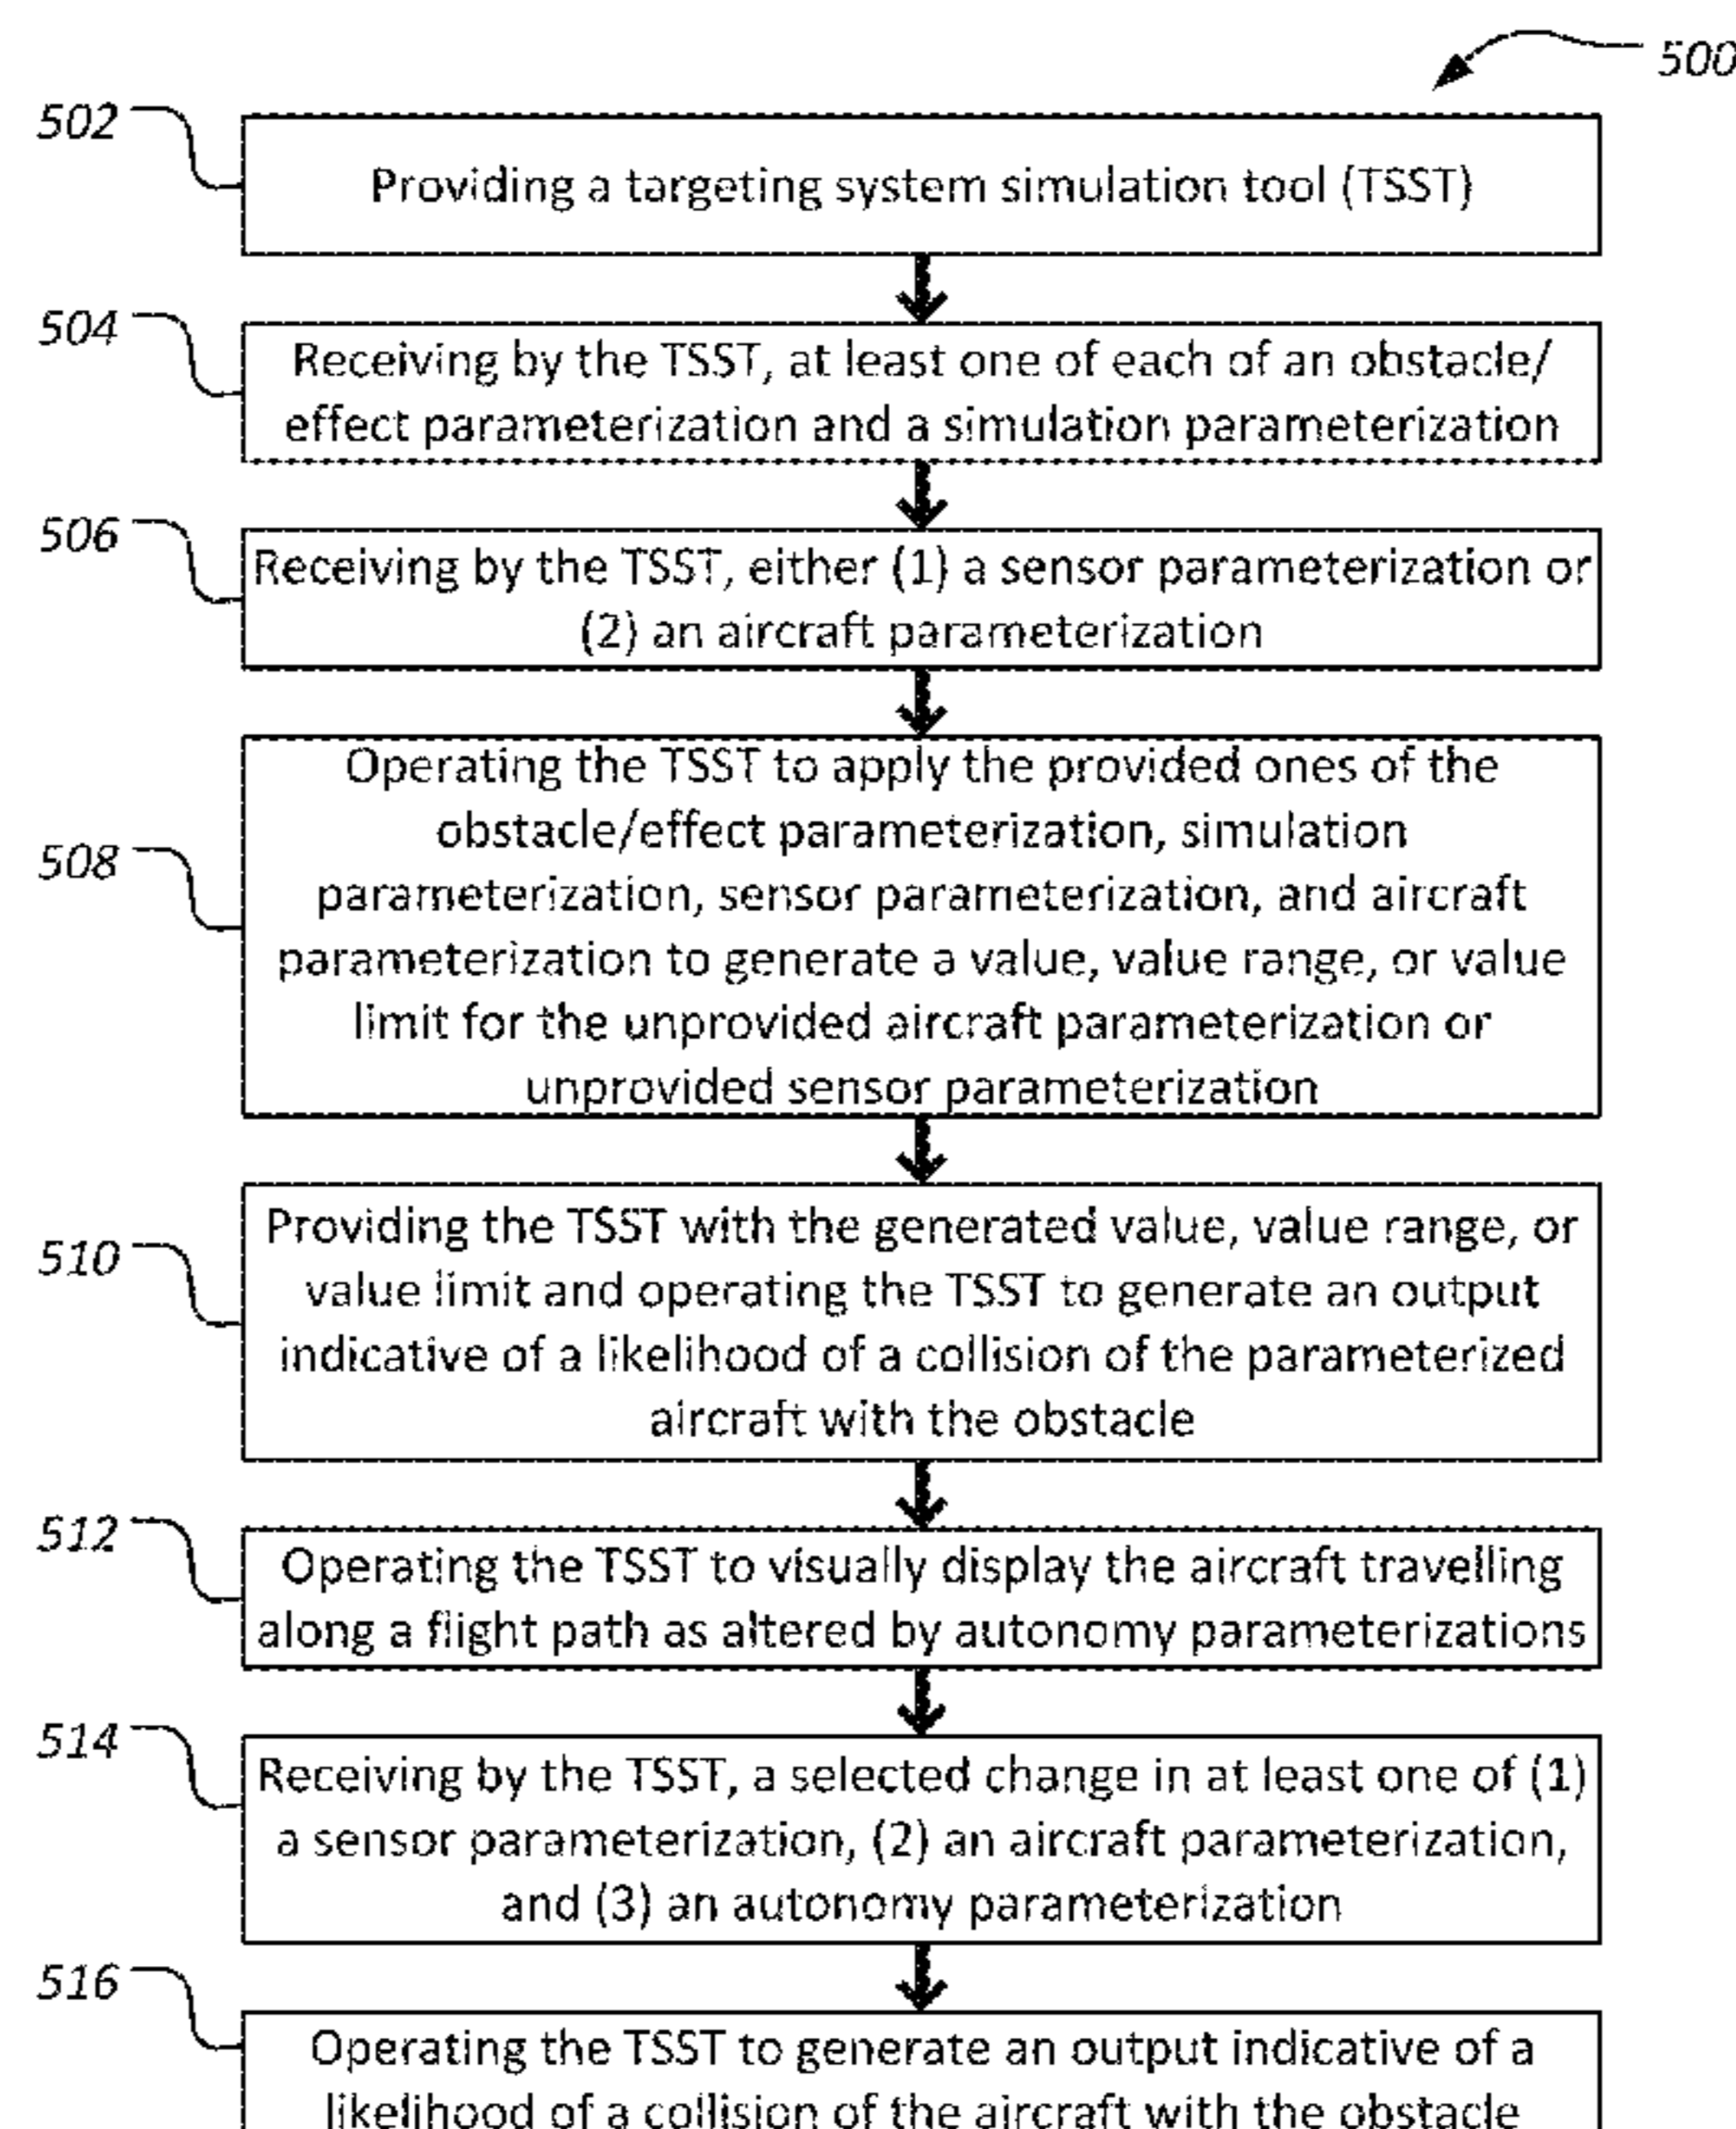 500
502
Providing a targeting system simulation tool (TSST)
504
Receiving by the TSST, at least one of each of an obstacle/
effect parameterization and a simulation parameterization
506
Receiving by the TSST, either (1) a sensor parameterization or
(2) an aircraft parameterization
508
Operating the TSST to apply the provided ones of the
obstacle/effect parameterization, simulation
parameterization, sensor parameterization, and aircraft
parameterization to generate a value, value range, or value
limit for the unprovided aircraft parameterization or
unprovided sensor parameterization
510
Providing the TSST with the generated value, value range, or
value limit and operating the TSST to generate an output
indicative of a likelihood of a collision of the parameterized
aircraft with the obstacle
512
Operating the TSST to visually display the aircraft travelling
along a flight path as altered by autonomy parameterizations
514
Receiving by the TSST, a selected change in at least one of (1)
a sensor parameterization, (2) an aircraft parameterization,
and (3) an autonomy parameterization
516
Operating the TSST to generate an output indicative of a
likelihood of a collision of the aircraft with the obstacle